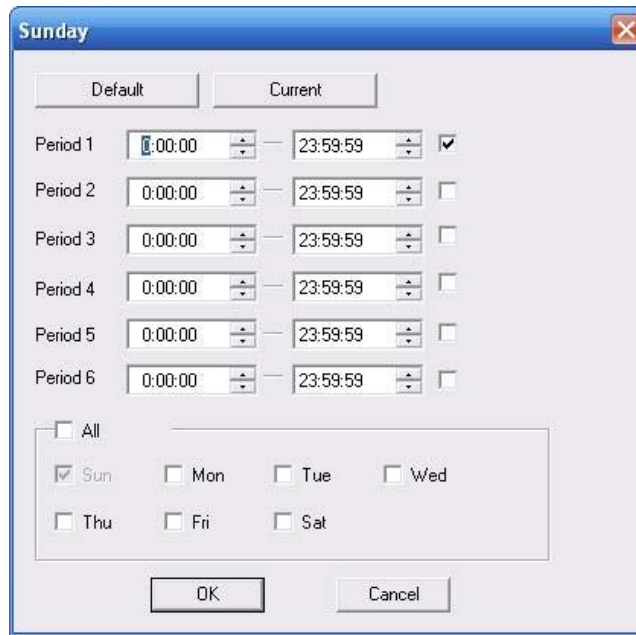 Sunday
Default Current
Period 1 0:00:00 23:59:59
Period 2 0:00:00 23:59:59
Period 3 0:00:00 23:59:59
Period 4 0:00:00 23:59:59
Period 5 0:00:00 23:59:59
Period 6 0:00:00 23:59:59
All
Sun Mon Tue Wed
Thu Fri Sat
OK Cancel